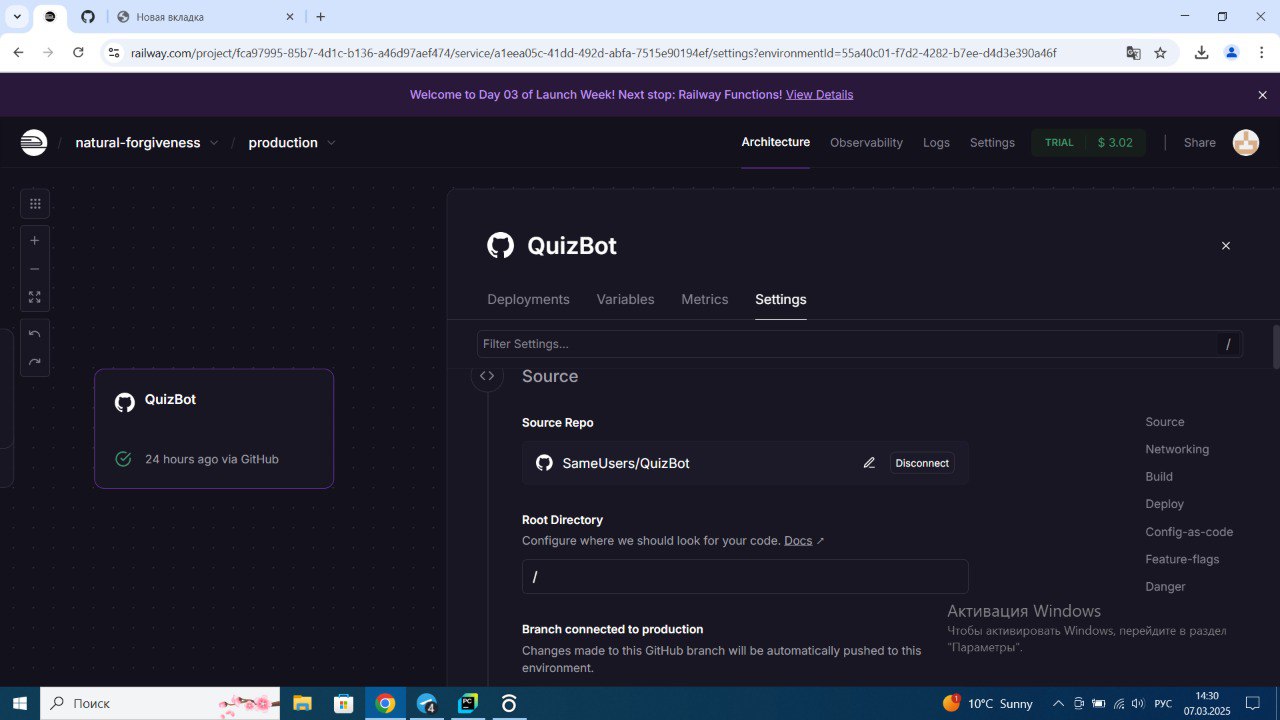 Новая вкладка
railway.com/project/fca97995-85b7-4d1c-b136-a46d97aef474/service/a1eea05c-41dd-492d-abfa-7515e90194ef/settings?environmentId=55a40c01-f7d2-4282-b7ee-d4d3e390a46f
Welcome to Day 03 of Launch Week! Next stop: Railway Functions! View Details
/ natural-forgiveness / production
Architecture Observability Logs Settings TRIAL $ 3.02 Share
QuizBot
Deployments Variables Metrics Settings
Filter Settings... /
Source
QuizBot
24 hours ago via GitHub
Source Repo
SameUsers/QuizBot Disconnect
Root Directory
Configure where we should look for your code. Docs ↗
/
Branch connected to production
Changes made to this GitHub branch will be automatically pushed to this
environment.
Source
Networking
Build
Deploy
Config-as-code
Feature-flags
Danger
Активация Windows
Чтобы активировать Windows, перейдите в раздел
"Параметры".
Поиск
PC
4
1
10°C Sunny
РУС
14:30
07.03.2025